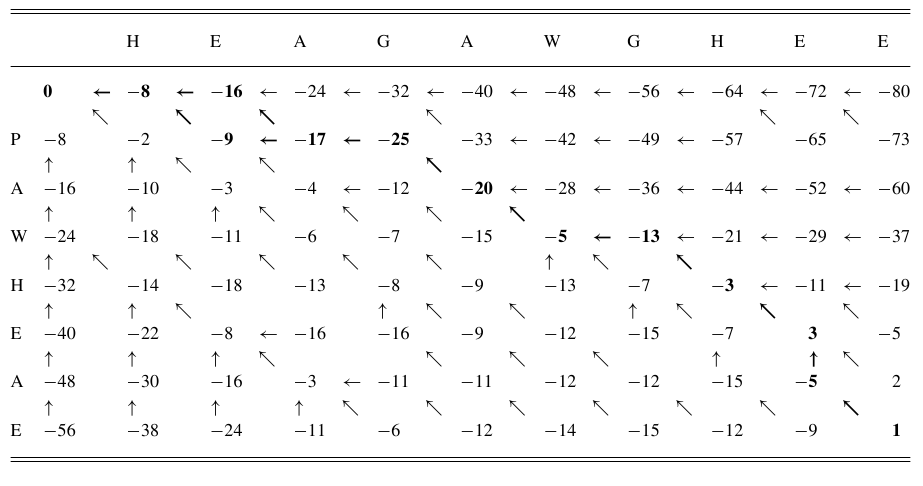 H E A G A W G H E E
0 ← −8 ← −16 ← −24 ← −32 ← −40 ← −48 ← −56 ← −64 ← −72 ← −80
↖ ↖ ↖ ↖ ↖ ↖
P −8 −2 −9 ← −17 ← −25 −33 ← −42 ← −49 ← −57 −65 −73
↑ ↑ ↖ ↖ ↖
A −16 −10 −3 −4 ← −12 −20 ← −28 ← −36 ← −44 ← −52 ← −60
↑ ↑ ↑ ↖ ↖ ↖ ↖
W −24 −18 −11 −6 −7 −15 −5 ← −13 ← −21 ← −29 ← −37
↑ ↖ ↖ ↖ ↖ ↖ ↑ ↖ ↖
H −32 −14 −18 −13 −8 −9 −13 −7 −3 ← −11 ← −19
↑ ↑ ↖ ↑ ↖ ↖ ↑ ↖ ↖ ↖
E −40 −22 −8 ← −16 −16 −9 −12 −15 −7 3 −5
↑ ↑ ↑ ↖ ↖ ↖ ↖ ↑ ↑ ↖
A −48 −30 −16 −3 ← −11 −11 −12 −12 −15 −5 2
↑ ↑ ↑ ↑ ↖ ↖ ↖ ↖ ↖ ↖ ↖
E −56 −38 −24 −11 −6 −12 −14 −15 −12 −9 1